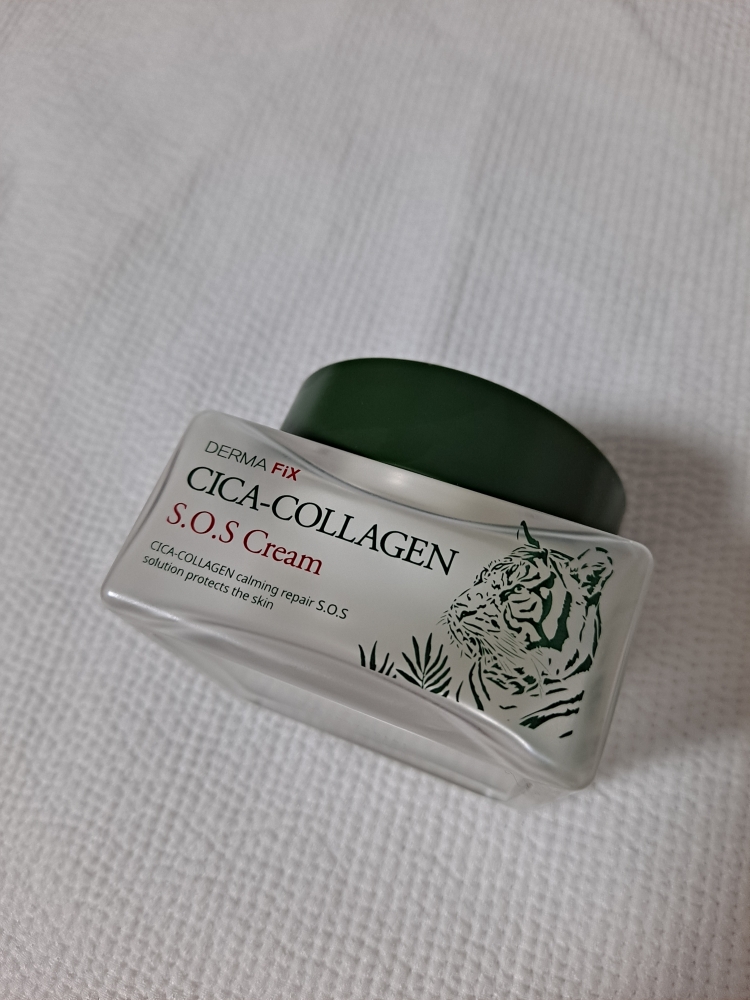 DERMA FiX
CICA-COLLAGEN
S.O.S Cream
CICA-COLLAGEN calming repair S.O.S
solution protects the skin